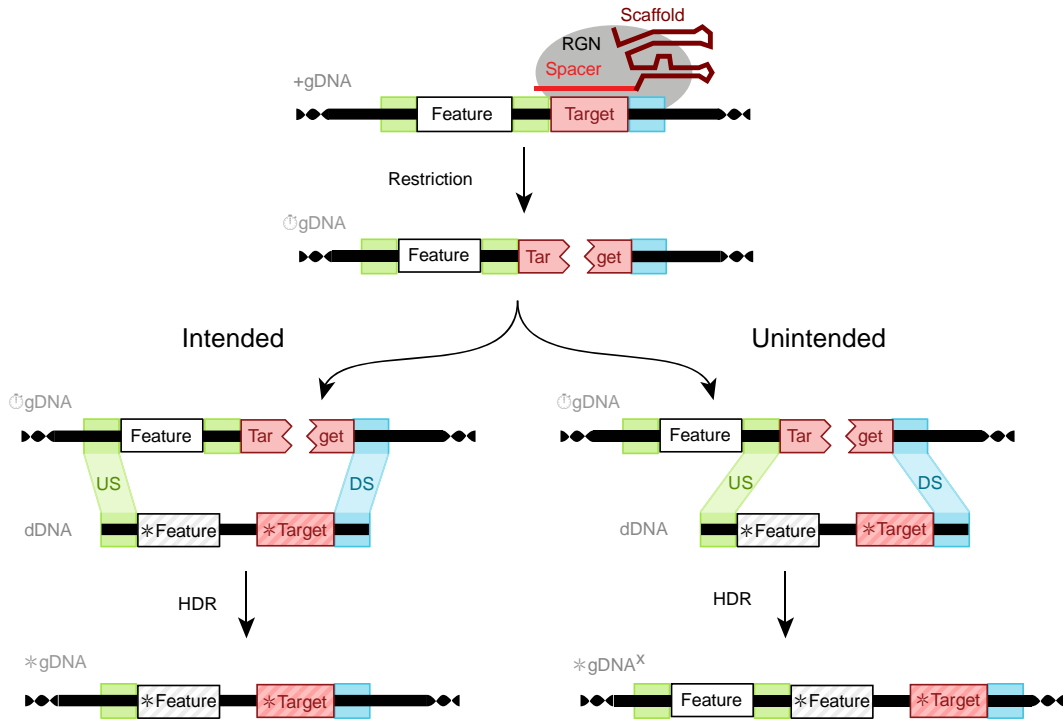 Scaffold
RGN
Spacer
+gDNA
Feature
Target
Restriction
⏱gDNA
Feature
Tar
get
Intended
Unintended
⏱gDNA
Feature
Tar
get
US
DS
dDNA
*Feature
*Target
HDR
*gDNA
*Feature
*Target
⏱gDNA
Feature
Tar
get
US
DS
dDNA
*Feature
*Target
HDR
*gDNAˣ
Feature
*Feature
*Target